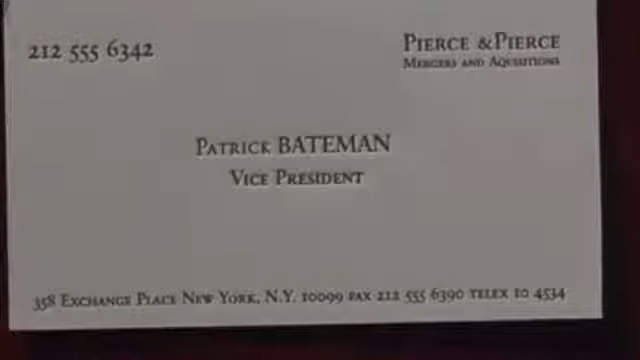 212 555 6342
PIERCE & PIERCE
MERGERS AND AQUISITIONS
PATRICK BATEMAN
VICE PRESIDENT
358 EXCHANGE PLACE NEW YORK, N.Y. 10099 FAX 212 555 6390 TELEX 10 4534